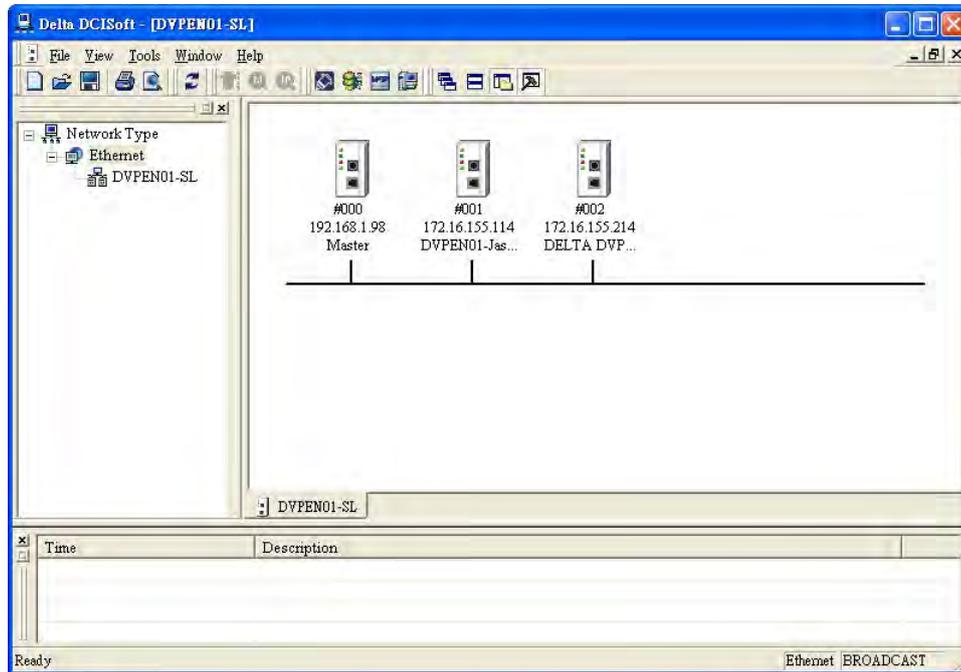 Delta DCISoft - [DVPEN01-SL]
File View Tools Window Help
Network Type
Ethernet
DVPEN01-SL
#000
192.168.1.98
Master
#001
172.16.155.114
DVPEN01-Jas...
#002
172.16.155.214
DELTA DVP...
DVPEN01-SL
Time Description
Ready Ethernet BROADCAST